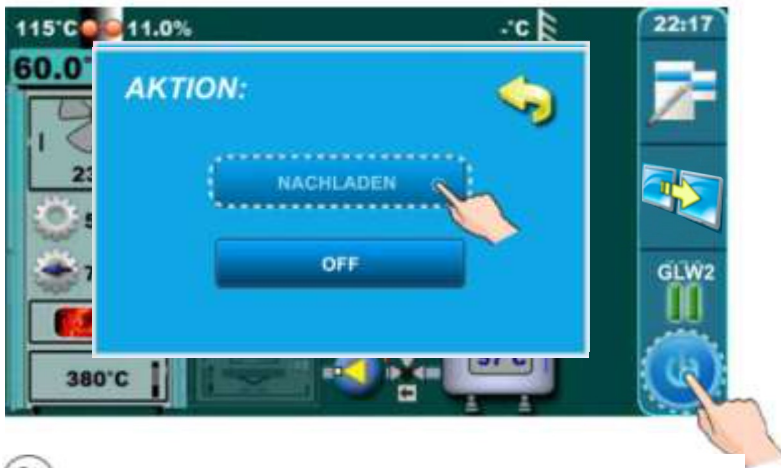 115°C 11.0% -°C 22:17
60.0°
AKTION:
NACHLADEN
OFF
GLW2
380°C